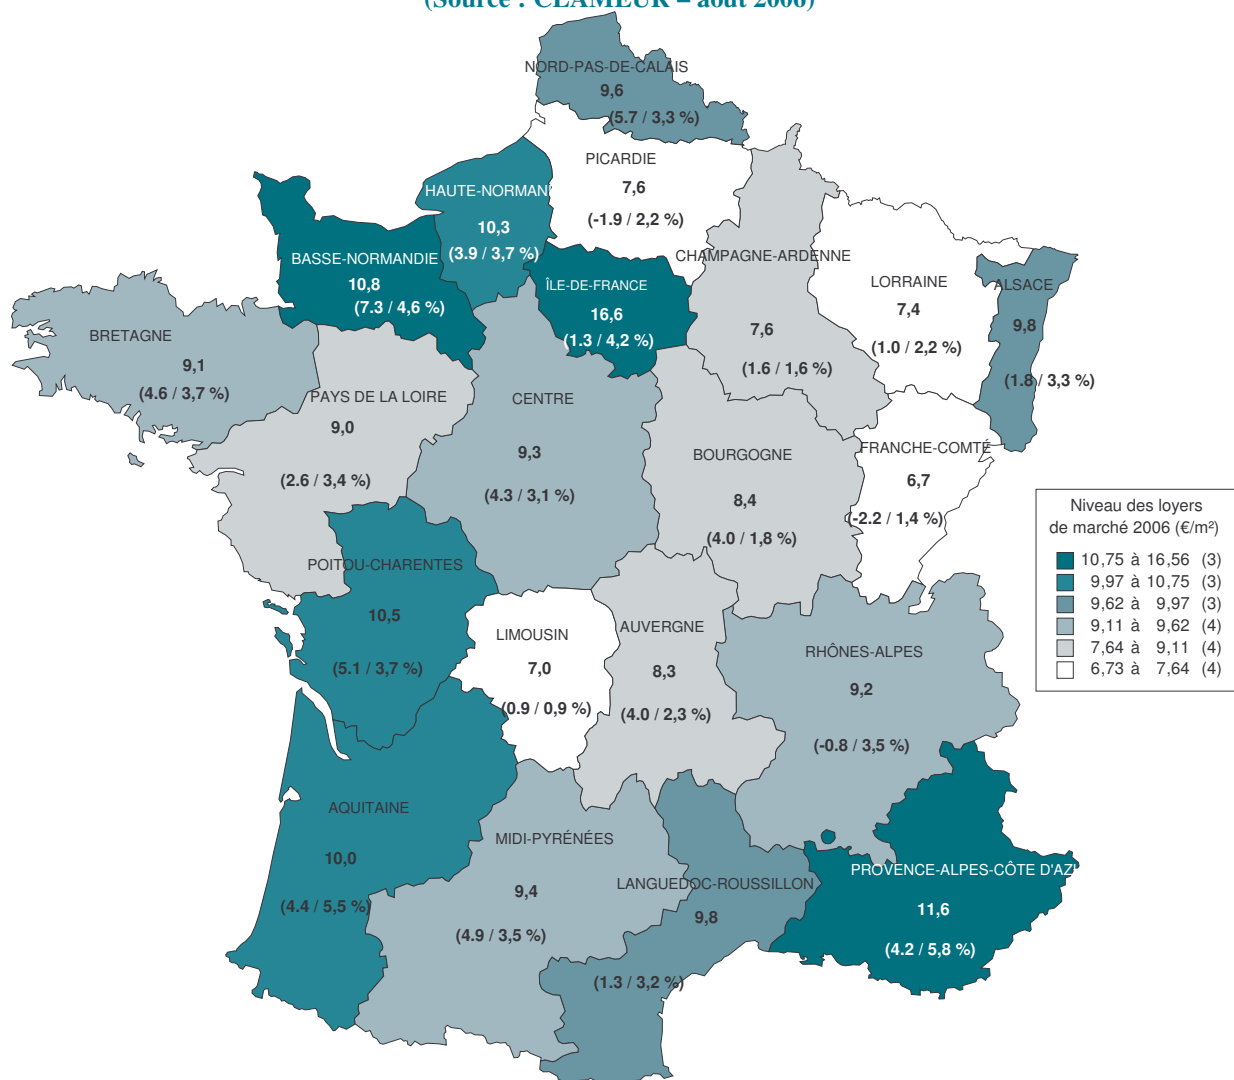 (Source : CLAMEUR – août 2006)
NORD-PAS-DE-CALAIS
9,6
(5.7 / 3,3 %)
PICARDIE
7,6
(-1.9 / 2,2 %)
HAUTE-NORMAN
10,3
(3.9 / 3,7 %)
BASSE-NORMANDIE
10,8
(7.3 / 4,6 %)
ÎLE-DE-FRANCE
16,6
(1.3 / 4,2 %)
CHAMPAGNE-ARDENNE
7,6
(1.6 / 1,6 %)
LORRAINE
7,4
(1.0 / 2,2 %)
ALSACE
9,8
(1.8 / 3,3 %)
BRETAGNE
9,1
(4.6 / 3,7 %)
PAYS DE LA LOIRE
9,0
(2.6 / 3,4 %)
CENTRE
9,3
(4.3 / 3,1 %)
BOURGOGNE
8,4
(4.0 / 1,8 %)
FRANCHE-COMTÉ
6,7
(-2.2 / 1,4 %)
POITOU-CHARENTES
10,5
(5.1 / 3,7 %)
LIMOUSIN
7,0
(0.9 / 0,9 %)
AUVERGNE
8,3
(4.0 / 2,3 %)
RHÔNES-ALPES
9,2
(-0.8 / 3,5 %)
AQUITAINE
10,0
(4.4 / 5,5 %)
MIDI-PYRÉNÉES
9,4
(4.9 / 3,5 %)
LANGUEDOC-ROUSSILLON
9,8
(1.3 / 3,2 %)
PROVENCE-ALPES-CÔTE D'AZU
11,6
(4.2 / 5,8 %)
Niveau des loyers
de marché 2006 (€/m²)
10,75 à 16,56 (3)
9,97 à 10,75 (3)
9,62 à 9,97 (3)
9,11 à 9,62 (4)
7,64 à 9,11 (4)
6,73 à 7,64 (4)